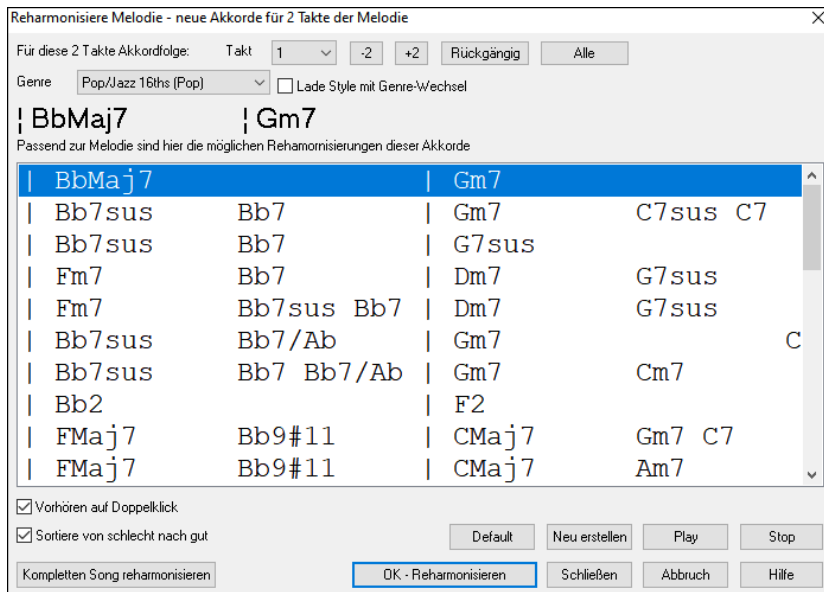 Reharmonisiere Melodie - neue Akkorde für 2 Takte der Melodie
Für diese 2 Takte Akkordfolge: Takt 1 -2 +2 Rückgängig Alle
Genre Pop/Jazz 16ths (Pop) Lade Style mit Genre-Wechsel
¦ BbMaj7 ¦ Gm7
Passend zur Melodie sind hier die möglichen Rehamornisierungen dieser Akkorde
| BbMaj7 | Gm7
| Bb7sus Bb7 | Gm7 C7sus C7
| Bb7sus Bb7 | G7sus
| Fm7 Bb7 | Dm7 G7sus
| Fm7 Bb7sus Bb7 | Dm7 G7sus
| Bb7sus Bb7/Ab | Gm7 C
| Bb7sus Bb7 Bb7/Ab | Gm7 Cm7
| Bb2 | F2
| FMaj7 Bb9#11 | CMaj7 Gm7 C7
| FMaj7 Bb9#11 | CMaj7 Am7
Vorhören auf Doppelklick
Sortiere von schlecht nach gut Default Neu erstellen Play Stop
Kompletten Song reharmonisieren OK - Reharmonisieren Schließen Abbruch Hilfe